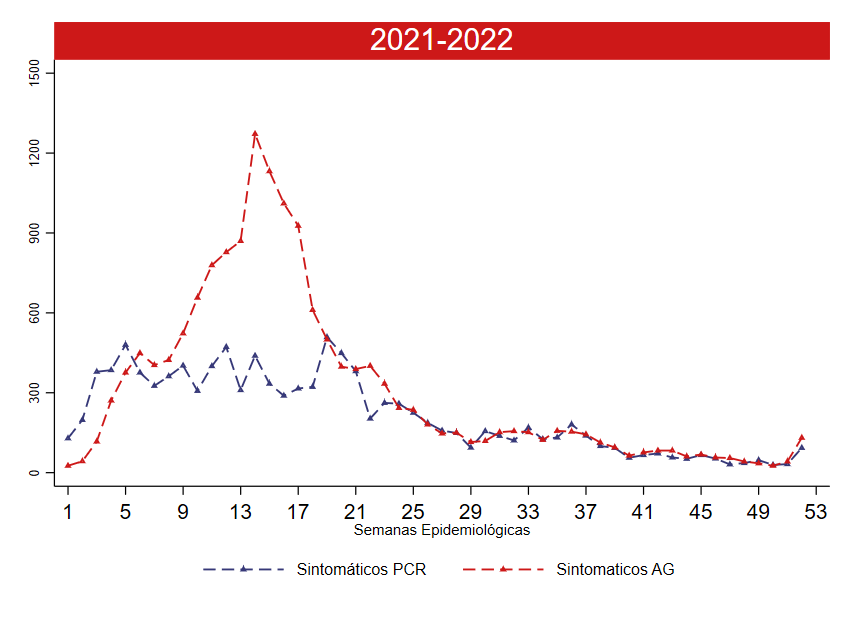 2021-2022
1500
1200
900
600
300
0
1 5 9 13 17 21 25 29 33 37 41 45 49 53
Semanas Epidemiológicas
Sintomáticos PCR Sintomaticos AG